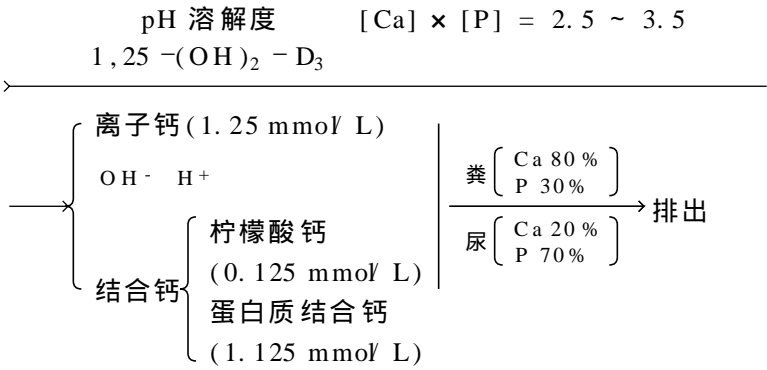 pH 溶解度 [Ca] × [P] = 2.5 ~ 3.5
1,25-(OH)₂-D₃
离子钙(1.25 mmol/L)
OH⁻ H⁺
结合钙
柠檬酸钙
(0.125 mmol/L)
蛋白质结合钙
(1.125 mmol/L)
粪
Ca 80%
P 30%
尿
Ca 20%
P 70%
排出